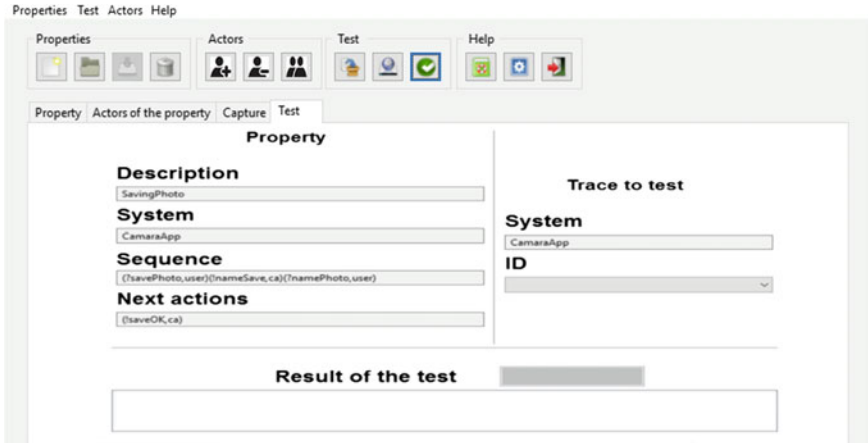 Properties Test Actors Help
Properties Actors Test Help
Property Actors of the property Capture Test
Property
Description
SavingPhoto
System
CamaraApp
Sequence
(?savePhoto,user)(!nameSave,ca)(?namePhoto,user)
Next actions
(!saveOK,ca)
Trace to test
System
CamaraApp
ID
Result of the test